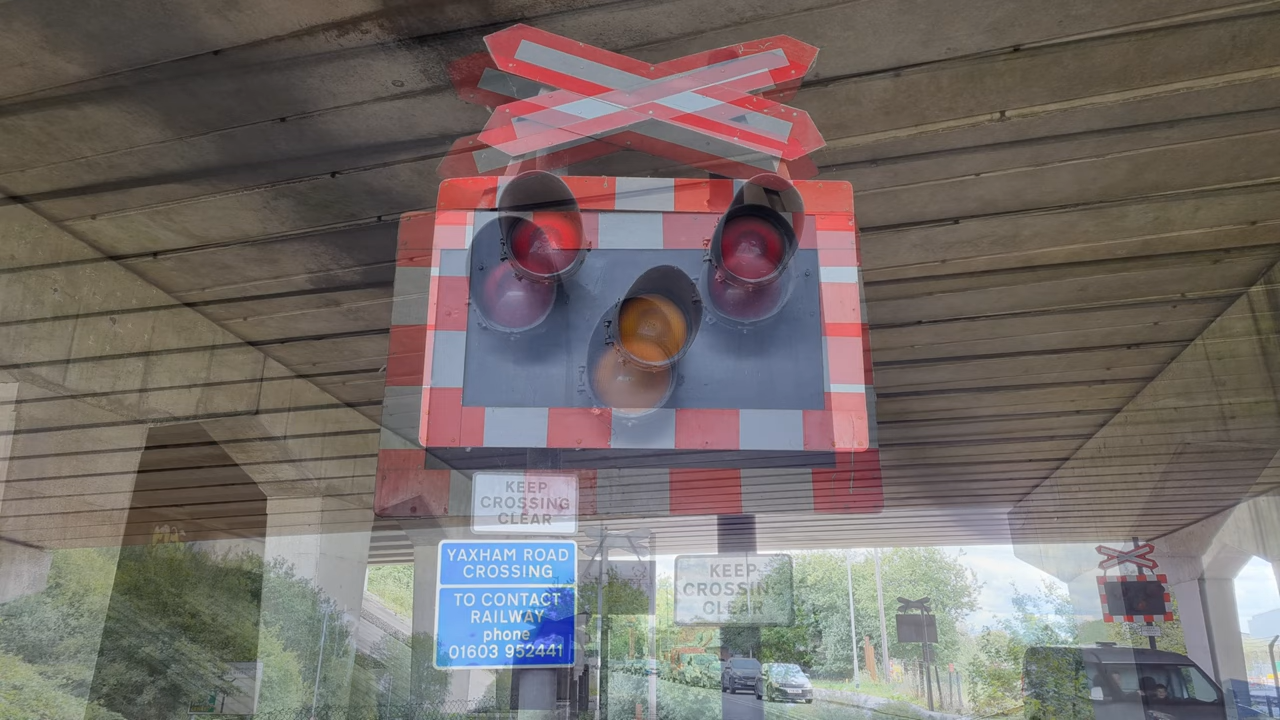 KEEP
CROSSING
CLEAR
YAXHAM ROAD
CROSSING
TO CONTACT
RAILWAY
phone
01603 952441
KEEP
CROSSING
CLEAR